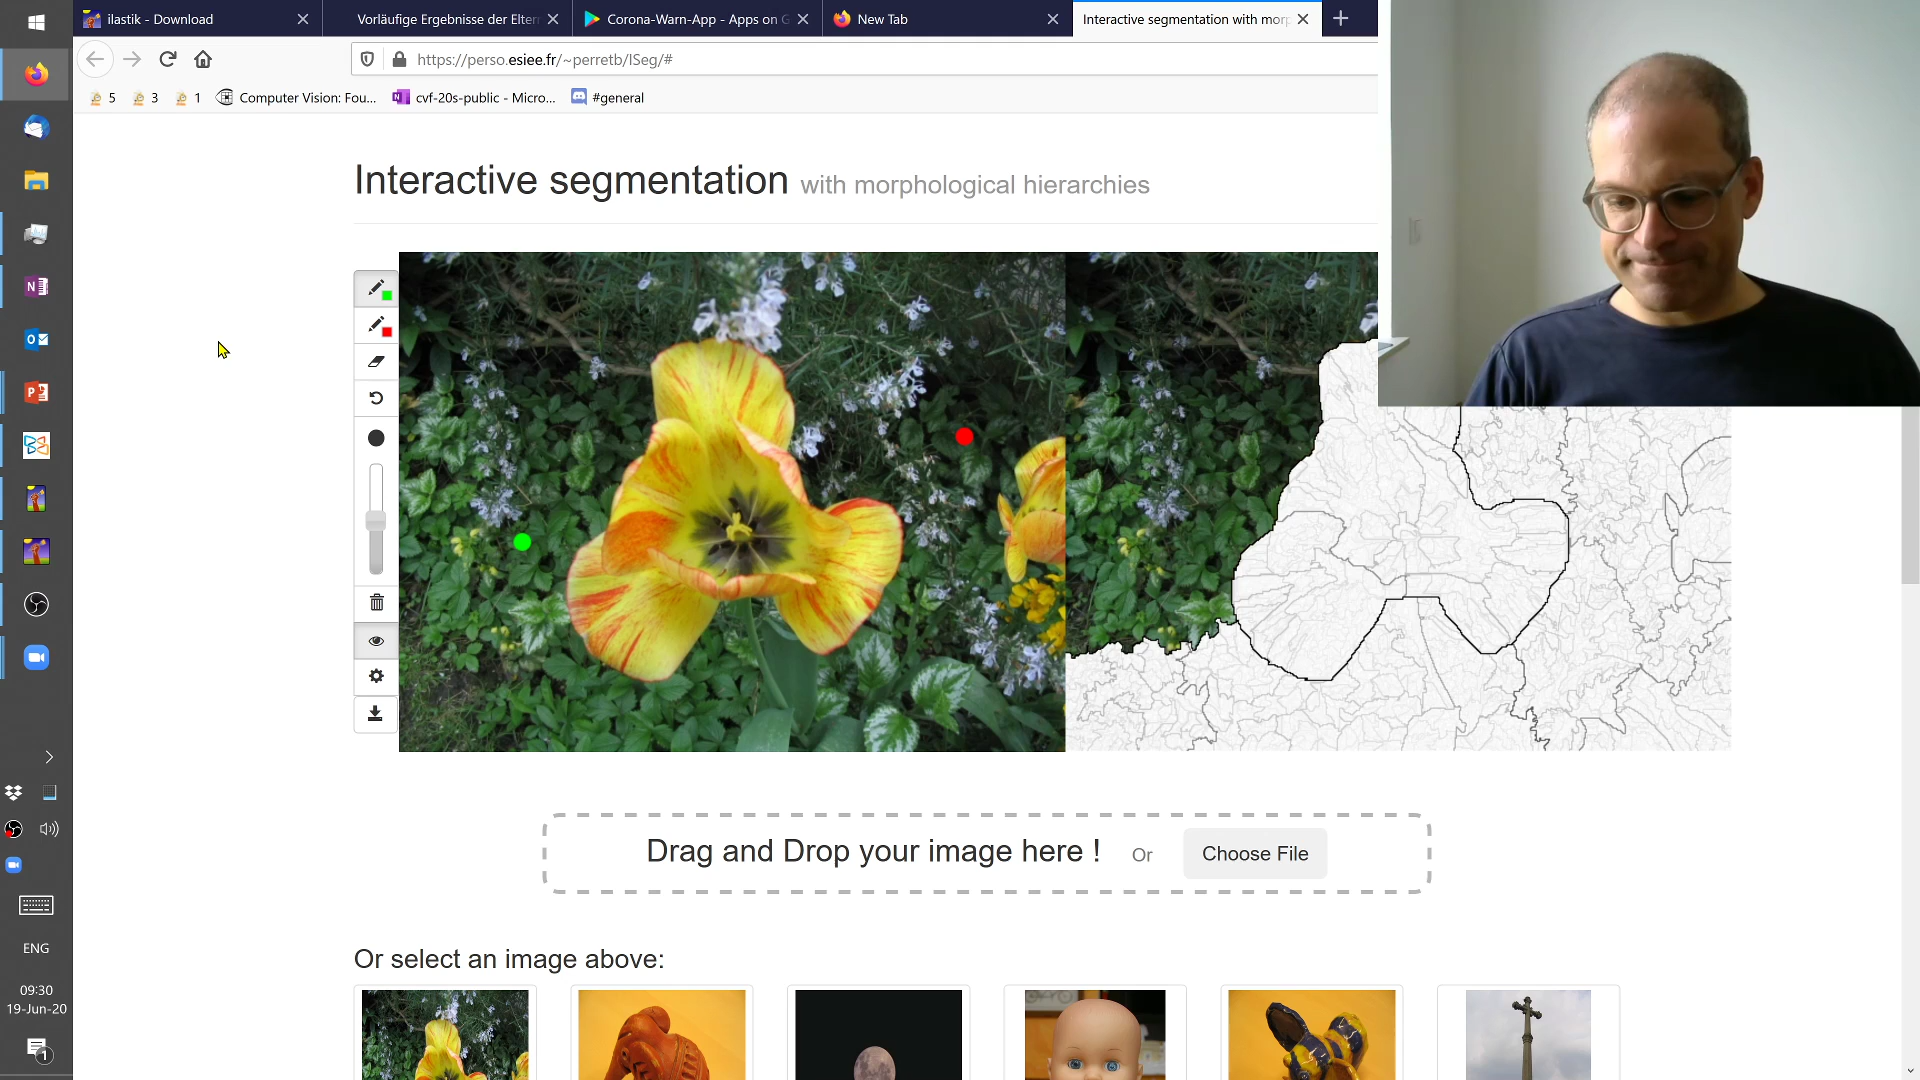 ilastik - Download
Vorläufige Ergebnisse der Eltern
Corona-Warn-App - Apps on G
New Tab
Interactive segmentation with morp
https://perso.esiee.fr/~perretb/ISeg/#
5
3
1
Computer Vision: Fou...
cvf-20s-public - Micro...
#general
Interactive segmentation with morphological hierarchies
Drag and Drop your image here !
Or
Choose File
Or select an image above:
ENG
09:30
19-Jun-20
1